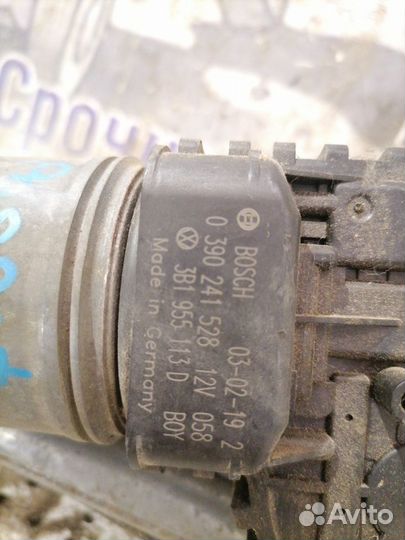 Срочн
BOSCH 03-02-19 2
0 390 241 528 12V 058
3B1 955 113 D BOY
Made in Germany
Avito